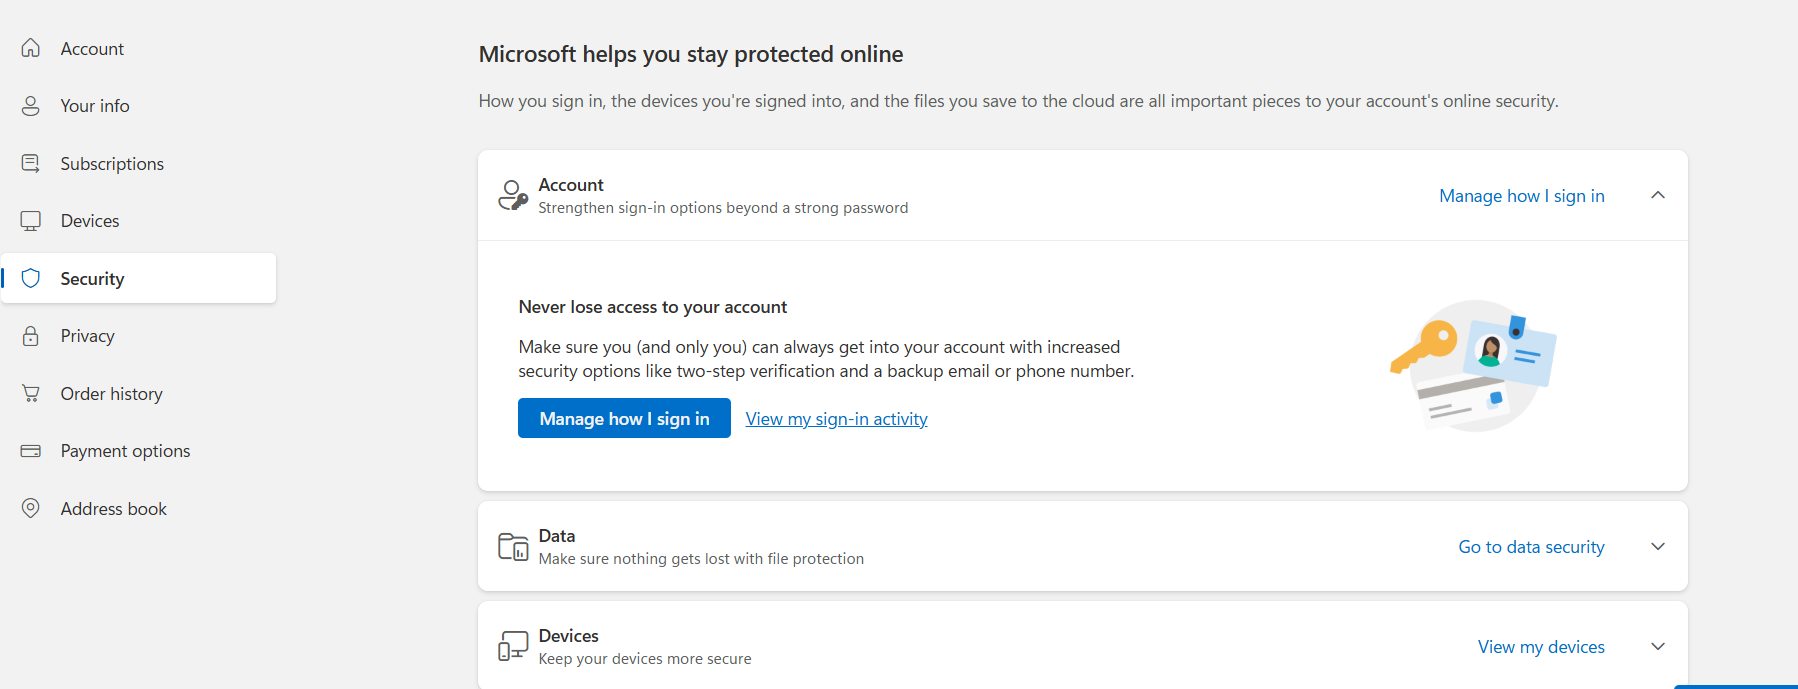 Account
Your info
Subscriptions
Devices
Security
Privacy
Order history
Payment options
Address book
Microsoft helps you stay protected online
How you sign in, the devices you're signed into, and the files you save to the cloud are all important pieces to your account's online security.
Account
Strengthen sign-in options beyond a strong password
Manage how I sign in
Never lose access to your account
Make sure you (and only you) can always get into your account with increased
security options like two-step verification and a backup email or phone number.
Manage how I sign in
View my sign-in activity
Data
Make sure nothing gets lost with file protection
Go to data security
Devices
Keep your devices more secure
View my devices